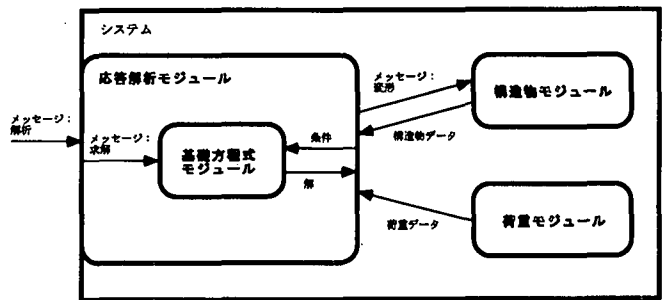 システム
応答解析モジュール
メッセージ：
解析
メッセージ：
求解
基礎方程式
モジュール
条件
解
メッセージ：
変形
構造物データ
構造物モジュール
荷重データ
荷重モジュール